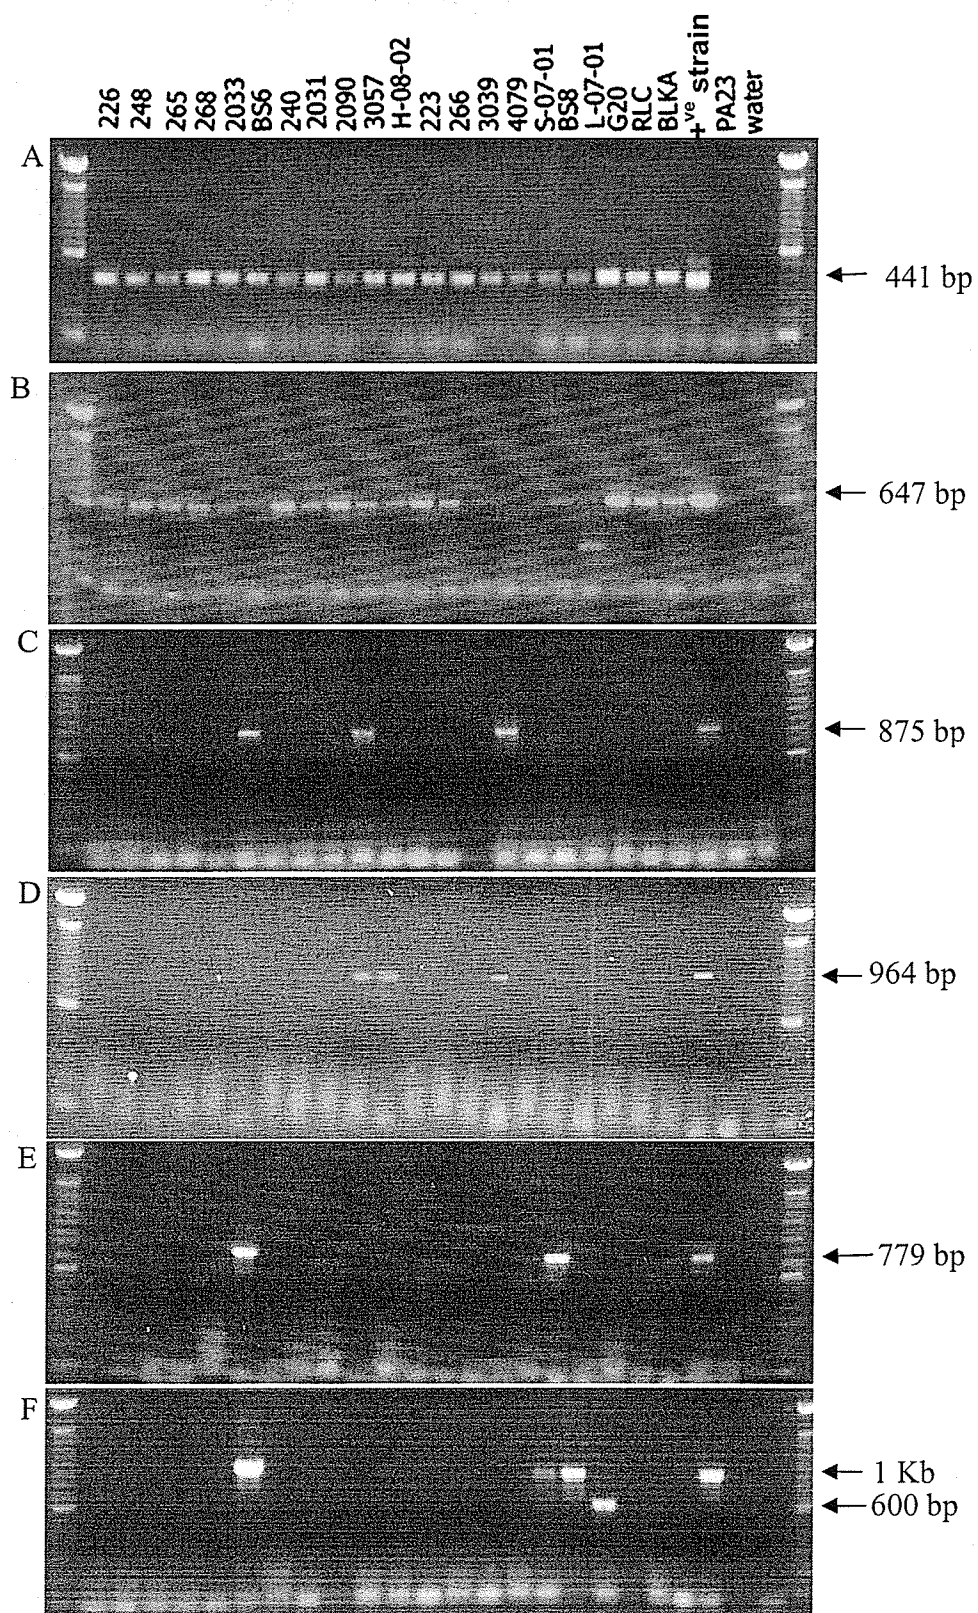 226
248
265
268
2033
BS6
240
2031
2090
3057
H-08-02
223
266
3039
4079
S-07-01
BS8
L-07-01
G20
RLC
BLKA
+ve strain
PA23
water
A
441 bp
B
647 bp
C
875 bp
D
964 bp
E
779 bp
F
1 Kb
600 bp